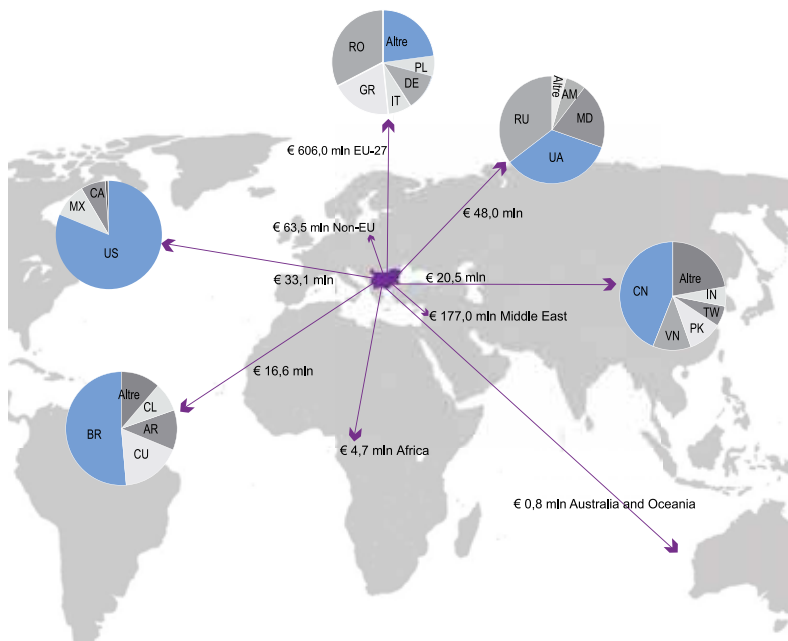 RO
Altre
PL
DE
IT
GR
Altre
AM
MD
UA
RU
€ 606,0 mln EU-27
CA
MX
US
€ 63,5 mln Non-EU
€ 48,0 mln
€ 33,1 mln
€ 20,5 mln
CN
Altre
IN
TW
PK
VN
€ 177,0 mln Middle East
€ 16,6 mln
Altre
CL
AR
CU
BR
€ 4,7 mln Africa
€ 0,8 mln Australia and Oceania